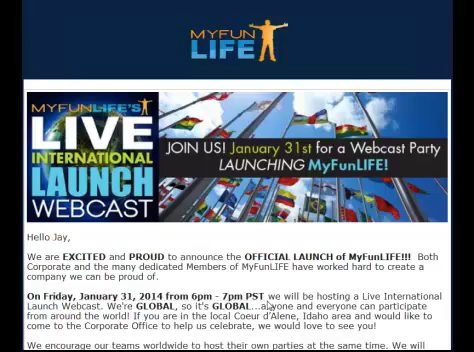 MYFUN
LIFE
MYFUNLIFE'S
LIVE
INTERNATIONAL
LAUNCH
WEBCAST
JOIN US! January 31st for a Webcast Party
LAUNCHING MyFunLIFE!
Hello Jay,
We are EXCITED and PROUD to announce the OFFICIAL LAUNCH of MyFunLIFE!!! Both
Corporate and the many dedicated Members of MyFunLIFE have worked hard to create a
company we can be proud of.
On Friday, January 31, 2014 from 6pm - 7pm PST we will be hosting a Live International
Launch Webcast. We're GLOBAL, so it's GLOBAL...anyone and everyone can participate
from around the world! If you are in the local Coeur d'Alene, Idaho area and would like to
come to the Corporate Office to help us celebrate, we would love to see you!
We encourage our teams worldwide to host their own parties at the same time. We will